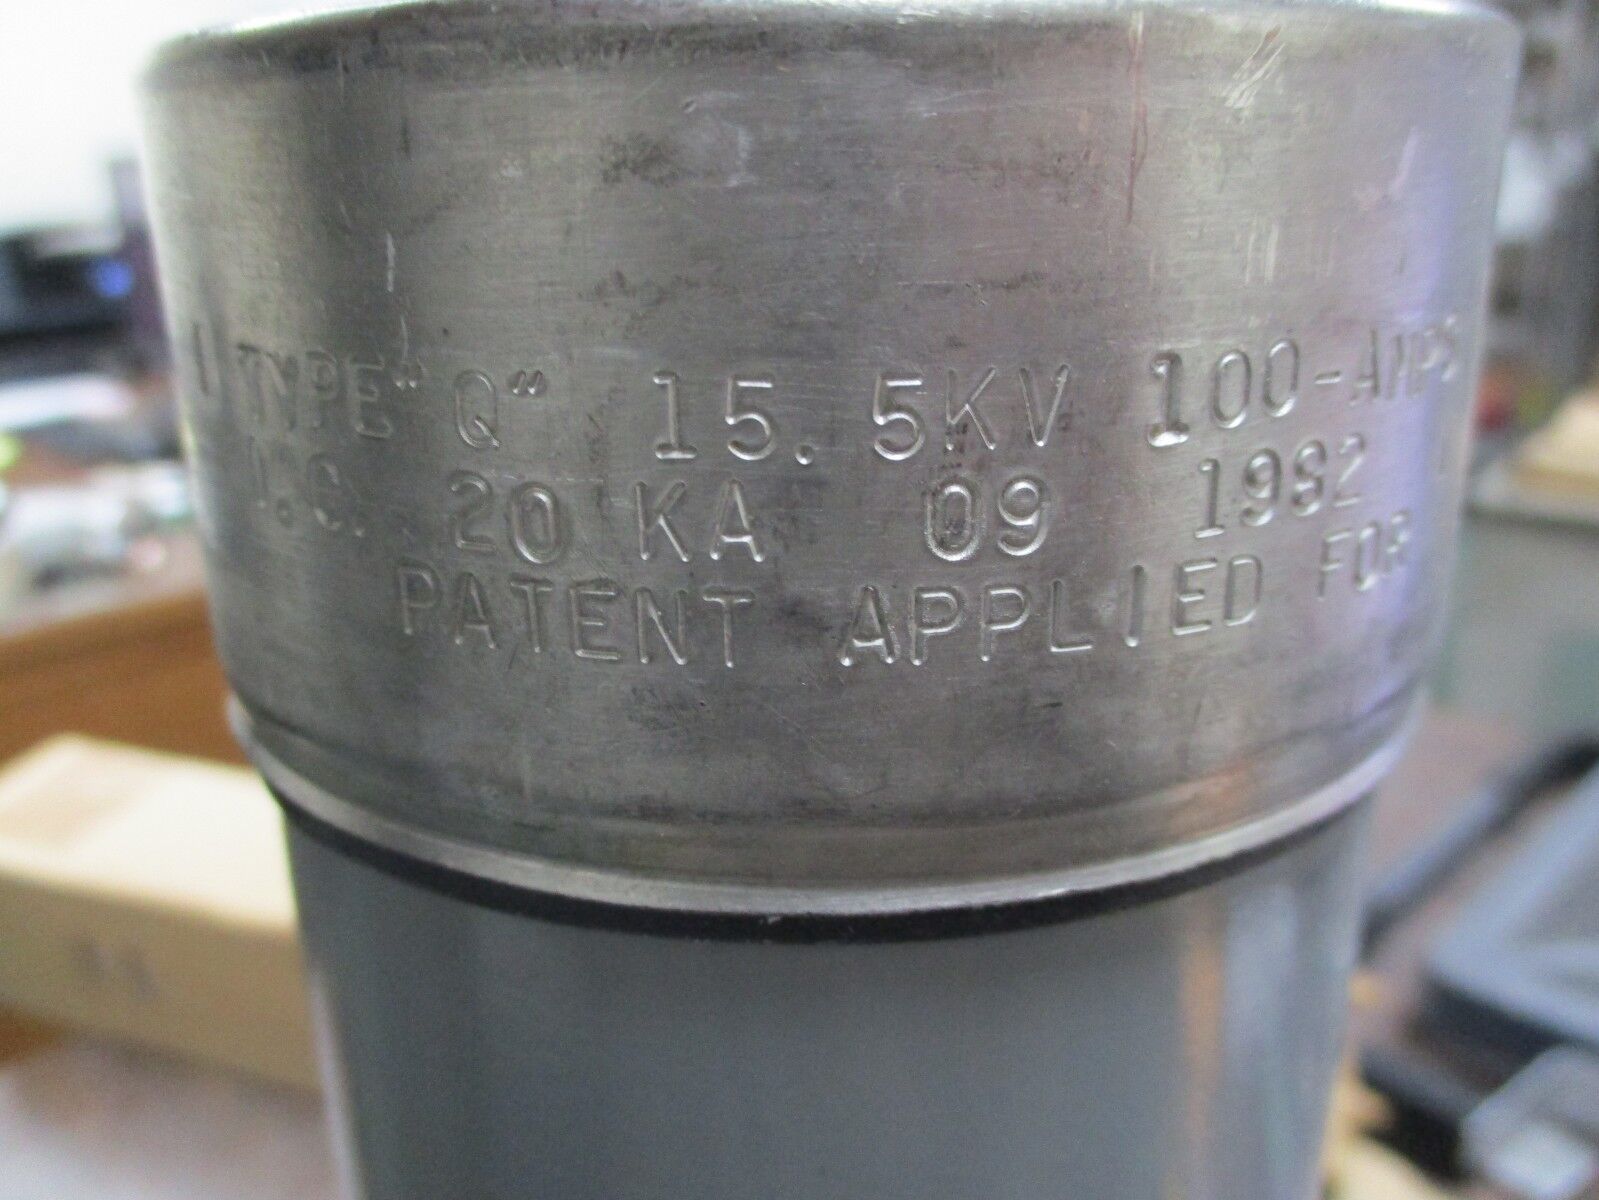 TYPE "Q" 15.5KV 100-AMPS
I.C. 20 KA 09 1982
PATENT APPLIED FOR